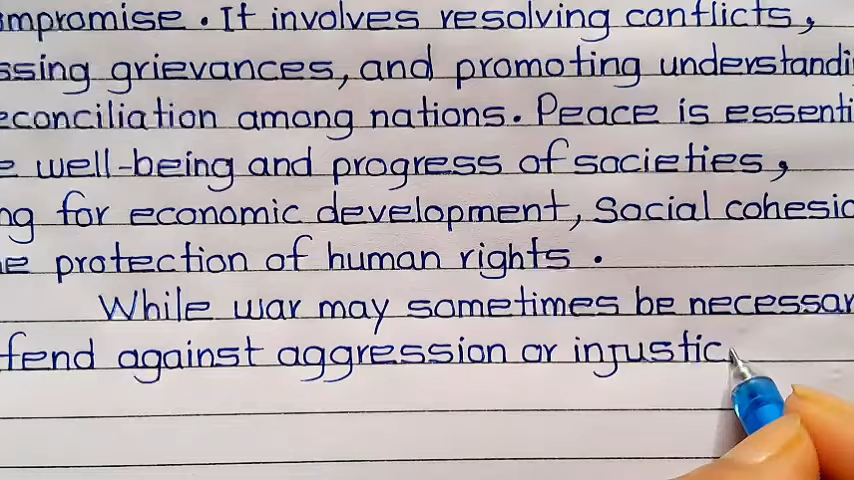 mpromise. It involves resolving conflicts,
ssing grievances, and promoting understandi
econciliation among nations. Peace is essenti
e well-being and progress of societies,
ng for economic development, Social cohesio
e protection of human rights.
While war may sometimes be necessar
fend against aggression or injustic